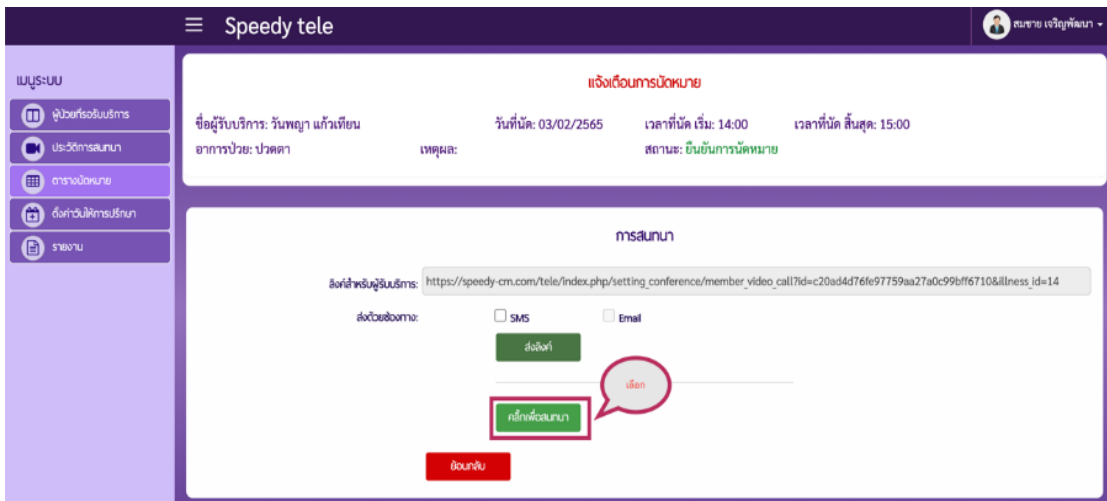 Speedy tele
สมชาย เจริญพัฒนา
เมนูระบบ
ผู้ป่วยที่รอรับบริการ
ประวัติการสนทนา
ตารางนัดหมาย
ตั้งค่าวันให้การปรึกษา
รายงาน
แจ้งเตือนการนัดหมาย
ชื่อผู้รับบริการ: วันพญา แก้วเทียน วันที่นัด: 03/02/2565 เวลาที่นัด เริ่ม: 14:00 เวลาที่นัด สิ้นสุด: 15:00
อาการป่วย: ปวดตา เหตุผล: สถานะ: ยืนยันการนัดหมาย
การสนทนา
ลิงค์สำหรับผู้รับบริการ: https://speedy-cm.com/tele/index.php/setting_conference/member_video_call?id=c20ad4d76fe97759aa27a0c99bff6710&illness_id=14
ส่งด้วยช่องทาง: SMS Email
ส่งลิงค์
เลือก
คลิ๊กเพื่อสนทนา
ย้อนกลับ